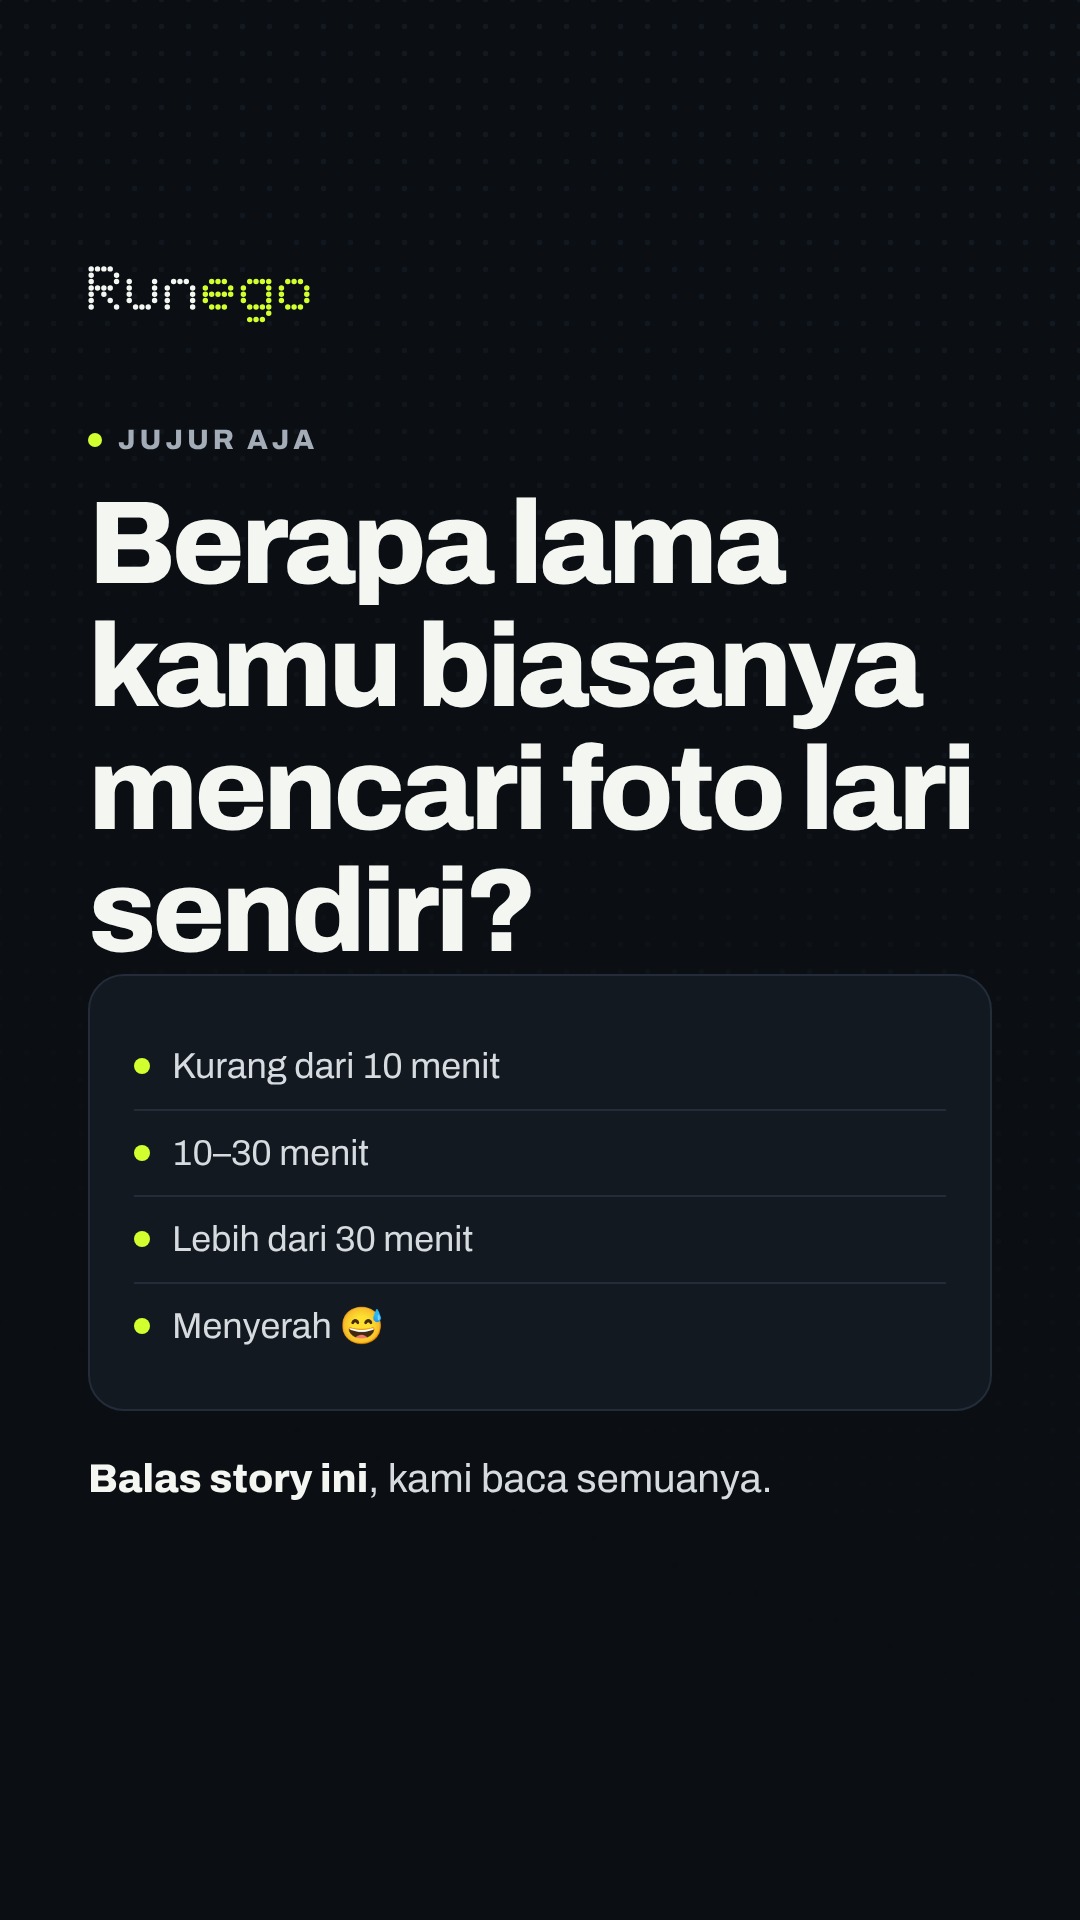 Runego
JUJUR AJA
Berapa lama
kamu biasanya
mencari foto lari
sendiri?
Kurang dari 10 menit
10–30 menit
Lebih dari 30 menit
Menyerah 😅
Balas story ini, kami baca semuanya.